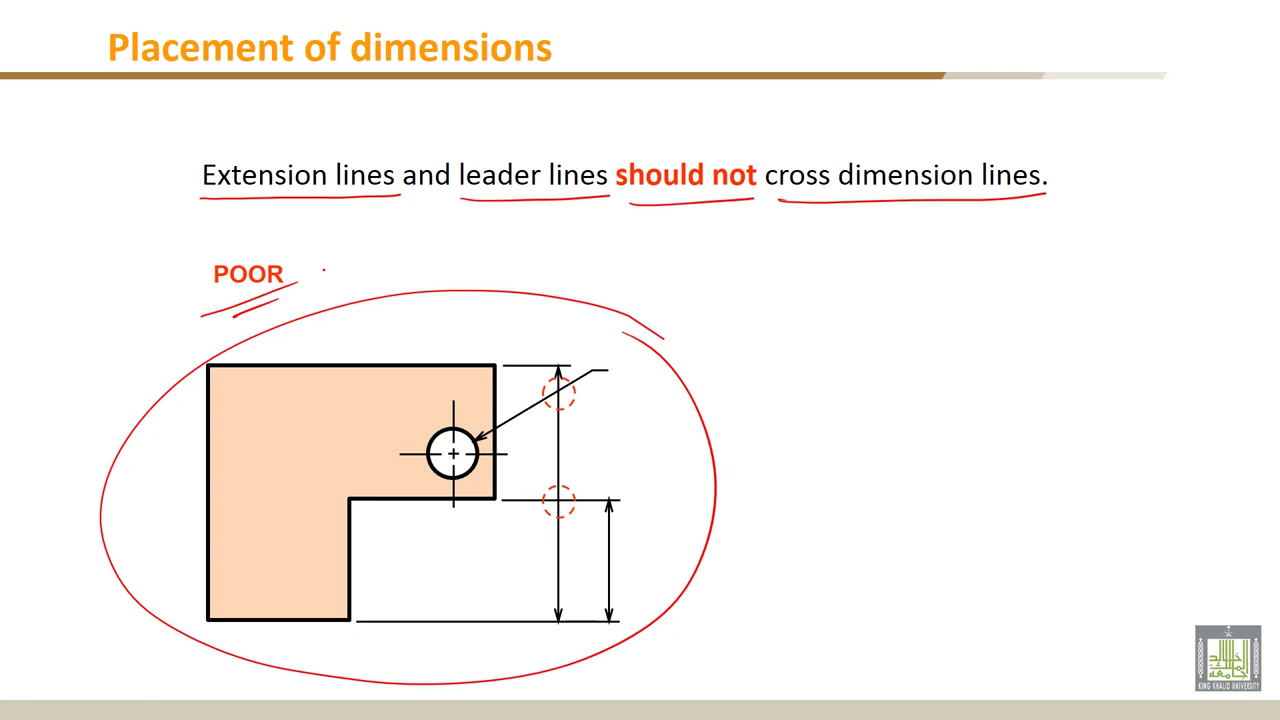 Placement of dimensions
Extension lines and leader lines should not cross dimension lines.
POOR
KING KHALID UNIVERSITY